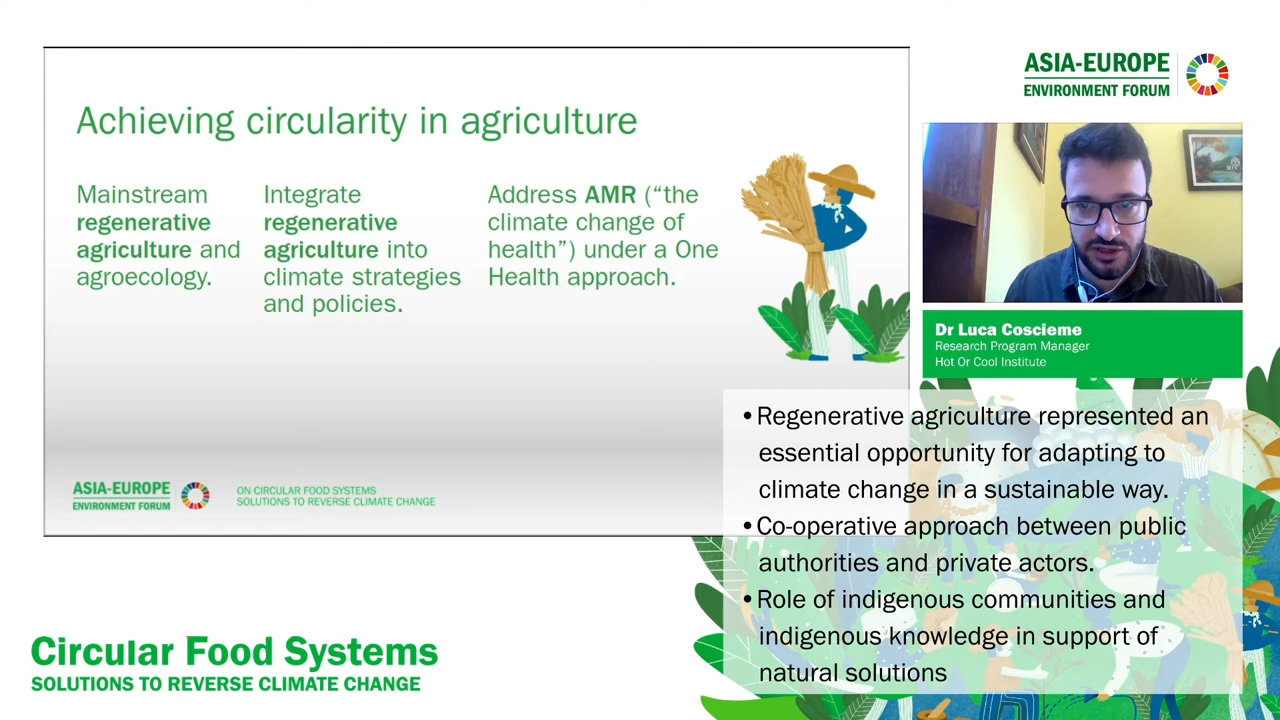 Achieving circularity in agriculture
Mainstream
regenerative
agriculture and
agroecology.
Integrate
regenerative
agriculture into
climate strategies
and policies.
Address AMR (“the
climate change of
health”) under a One
Health approach.
ASIA-EUROPE
ENVIRONMENT FORUM
ON CIRCULAR FOOD SYSTEMS
SOLUTIONS TO REVERSE CLIMATE CHANGE
ASIA-EUROPE
ENVIRONMENT FORUM
Dr Luca Coscieme
Research Program Manager
Hot Or Cool Institute
•Regenerative agriculture represented an
essential opportunity for adapting to
climate change in a sustainable way.
•Co-operative approach between public
authorities and private actors.
•Role of indigenous communities and
indigenous knowledge in support of
natural solutions
Circular Food Systems
SOLUTIONS TO REVERSE CLIMATE CHANGE